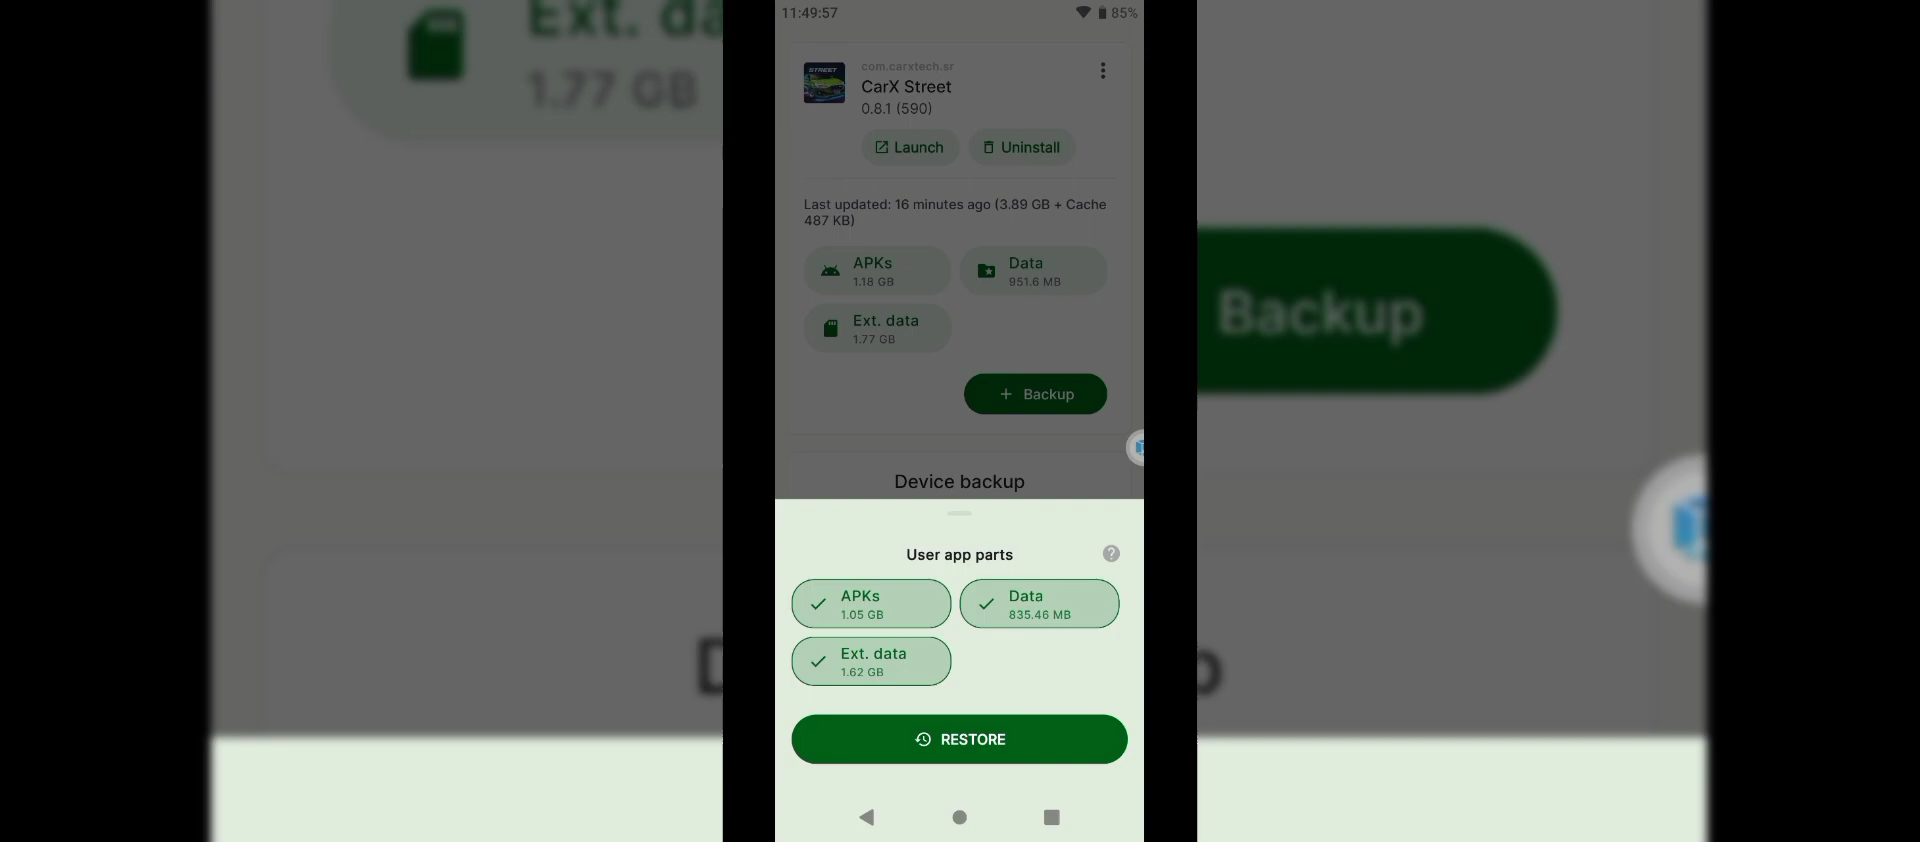 Ext. da
1.77 GB
Backup
D
p
11:49:57
85%
STREET
com.carxtech.sr
CarX Street
0.8.1 (590)
Launch
Uninstall
Last updated: 16 minutes ago (3.89 GB + Cache
487 KB)
APKs
1.18 GB
Data
951.6 MB
Ext. data
1.77 GB
+ Backup
Device backup
User app parts
?
APKs
1.05 GB
Data
835.46 MB
Ext. data
1.62 GB
RESTORE